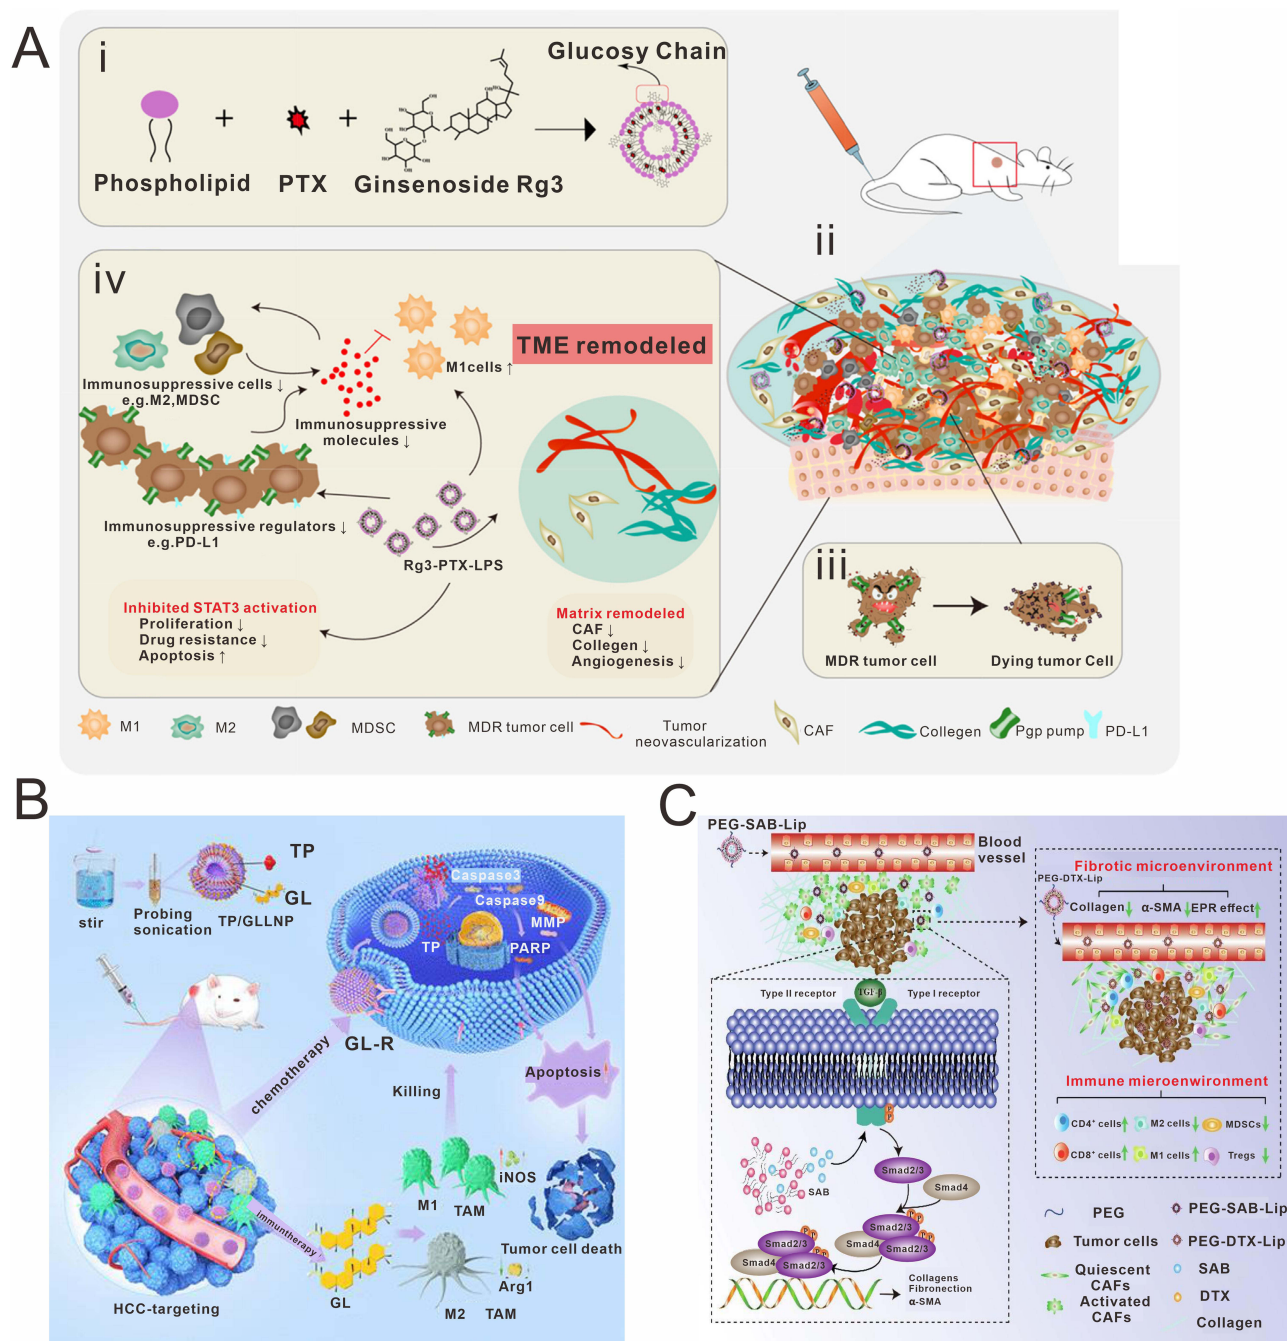 A
i
Glucosy Chain
+
+
Phospholipid
PTX
Ginsenoside Rg3
ii
iv
TME remodeled
M1cells ↑
Immunosuppressive cells ↓
e.g.M2,MDSC
Immunosuppressive
molecules ↓
Immunosuppressive regulators ↓
e.g.PD-L1
Rg3-PTX-LPS
Inhibited STAT3 activation
Proliferation ↓
Drug resistance ↓
Apoptosis ↑
Matrix remodeled
CAF ↓
Collegen ↓
Angiogenesis ↓
iii
MDR tumor cell
Dying tumor Cell
M1
M2
MDSC
MDR tumor cell
Tumor
neovascularization
CAF
Collegen
Pgp pump
PD-L1
B
stir
Probing
sonication
TP/GLLNP
TP
GL
Caspase3
Caspase9
MMP
TP
PARP
GL-R
chemotherapy
Killing
Apoptosis
iNOS
M1
TAM
Tumor cell death
Immuntherapy
Arg1
GL
M2
TAM
HCC-targeting
C
PEG-SAB-Lip
Blood
vessel
Fibrotic microenvironment
PEG-DTX-Lip
Collagen ↓ α-SMA ↓ EPR effect ↑
Type II receptor
TGF-β
Type I receptor
P
P
SAB
Smad2/3
Smad4
P
P
Smad2/3
Smad4
Smad2/3
P
P
P
P
Smad2/3
Smad4
Smad2/3
P
P
Collagens
Fibronection
α-SMA
Immune mieroenwironment
CD4⁺ cells ↑ M2 cells ↓ MDSCs ↓
CD8⁺ cells ↑ M1 cells ↑ Tregs ↓
PEG
PEG-SAB-Lip
Tumor cells
PEG-DTX-Lip
Quiescent
CAFs
SAB
Activated
CAFs
DTX
Collagen